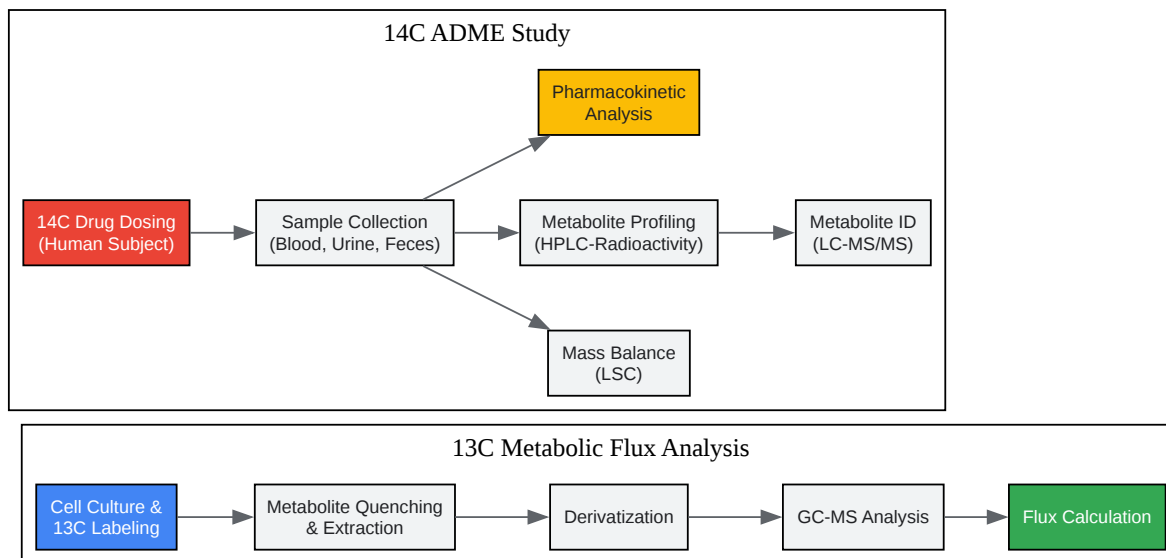 14C ADME Study
Pharmacokinetic
Analysis
14C Drug Dosing
(Human Subject)
Sample Collection
(Blood, Urine, Feces)
Metabolite Profiling
(HPLC-Radioactivity)
Metabolite ID
(LC-MS/MS)
Mass Balance
(LSC)
13C Metabolic Flux Analysis
Cell Culture &
13C Labeling
Metabolite Quenching
& Extraction
Derivatization
GC-MS Analysis
Flux Calculation